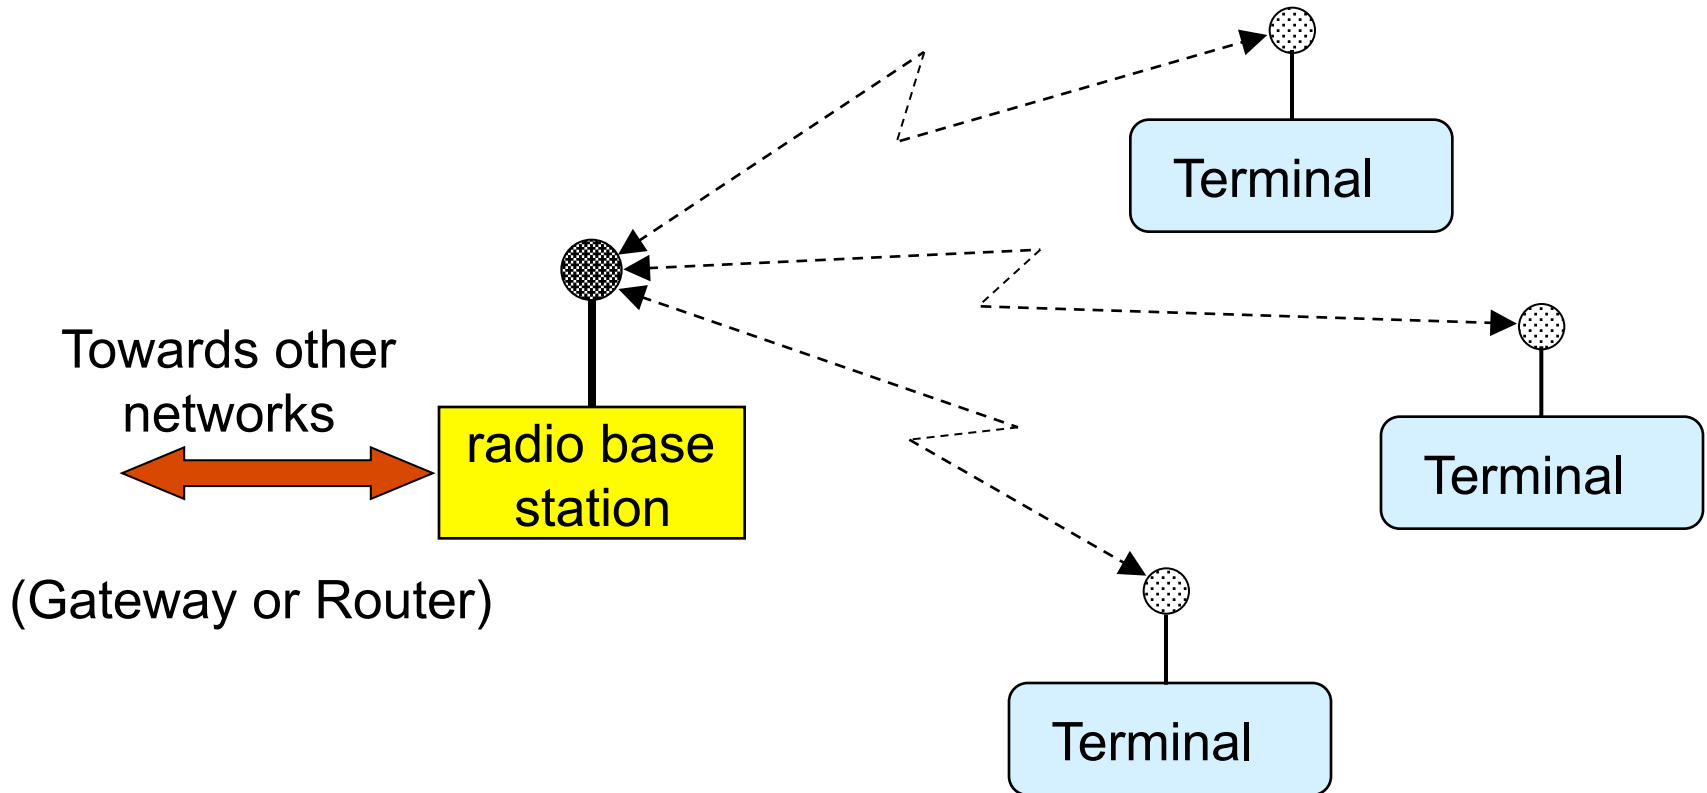 Terminal
Towards other
networks
radio base
station
Terminal
(Gateway or Router)
Terminal